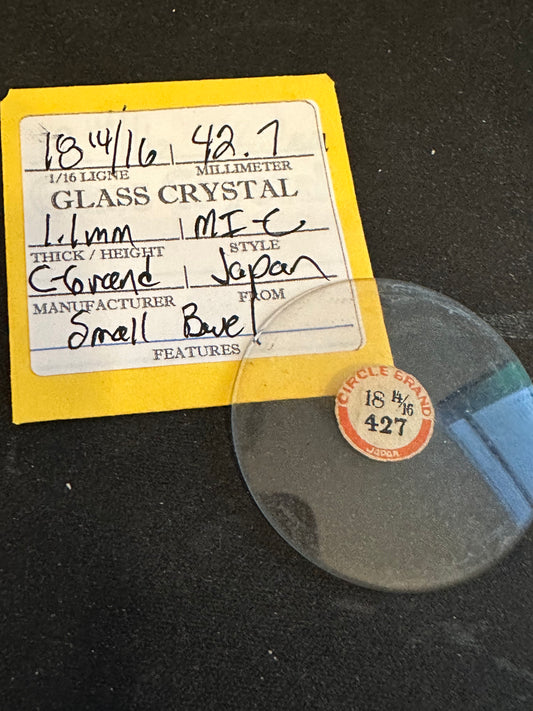 18 14/16 42.7
1/16 LIGNE MILLIMETER
GLASS CRYSTAL
1.1mm MI-C
THICK / HEIGHT STYLE
C-Grand Japan
MANUFACTURER FROM
Small Bevel
FEATURES
CIRCLE GRAND
18 14/16
427
Japan